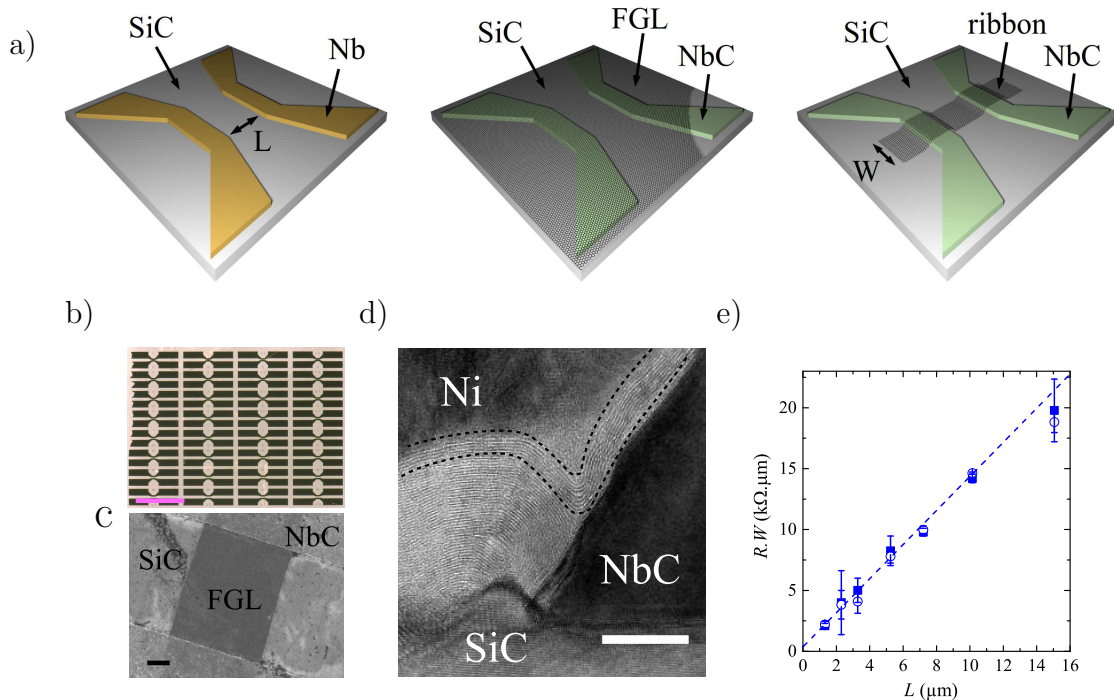 a)
SiC
Nb
L
SiC
FGL
NbC
SiC
ribbon
NbC
W
b)
c
SiC
NbC
FGL
d)
Ni
NbC
SiC
e)
R.W (kΩ.μm)
20
15
10
5
0
0 2 4 6 8 10 12 14 16
L (μm)